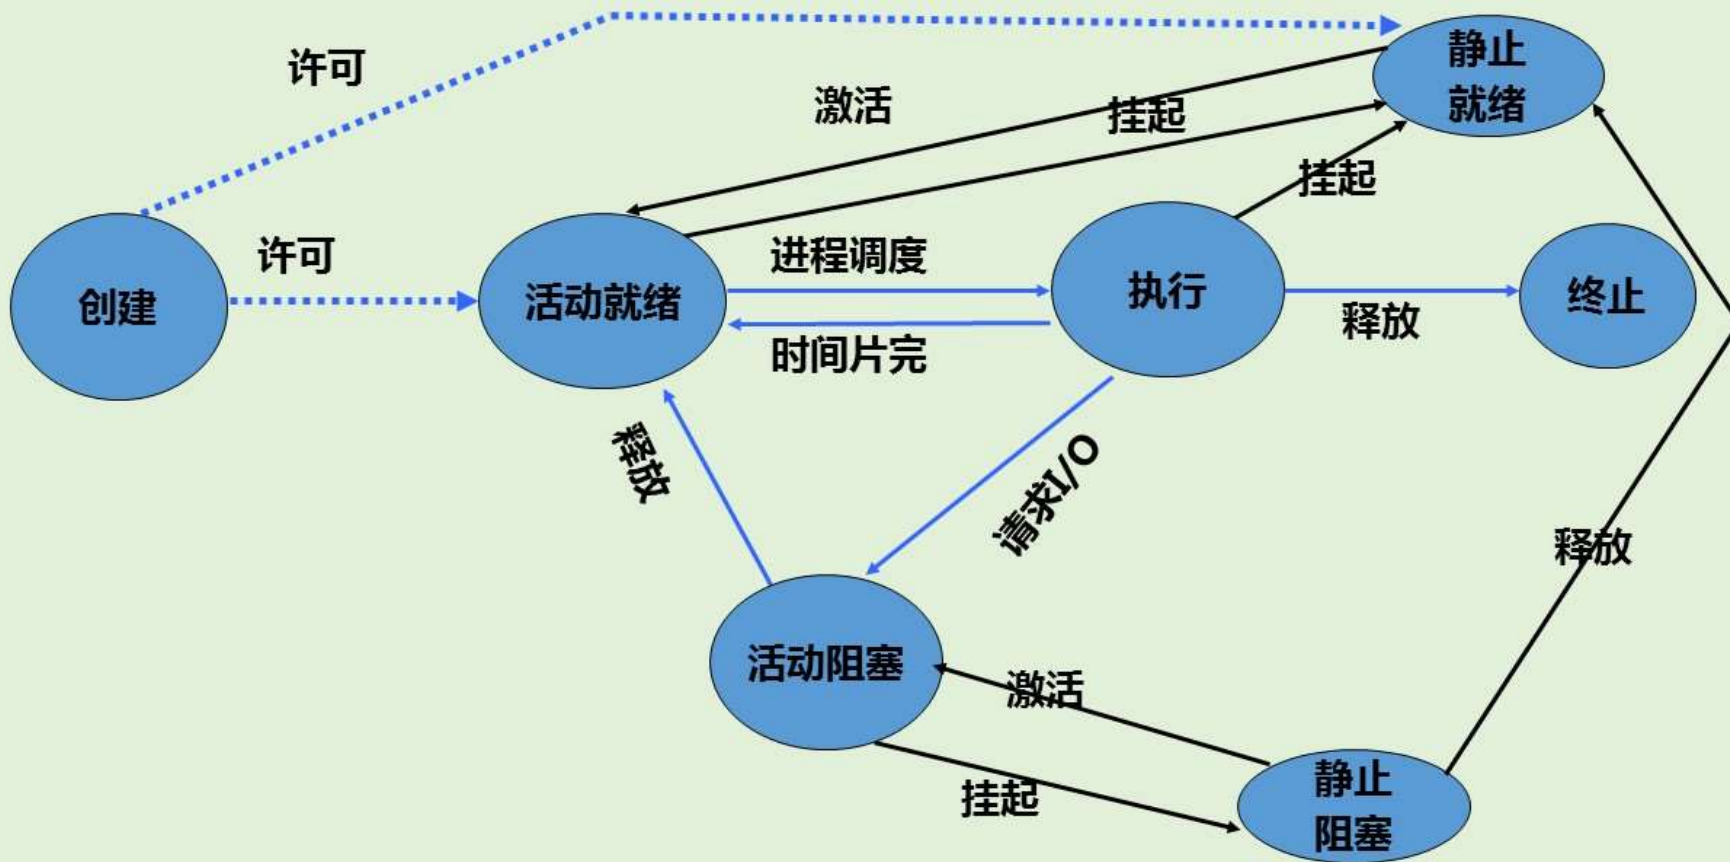 许可
静止
就绪
激活
挂起
挂起
许可
进程调度
创建
活动就绪
执行
终止
释放
时间片完
释放
请求I/O
释放
活动阻塞
激活
挂起
静止
阻塞